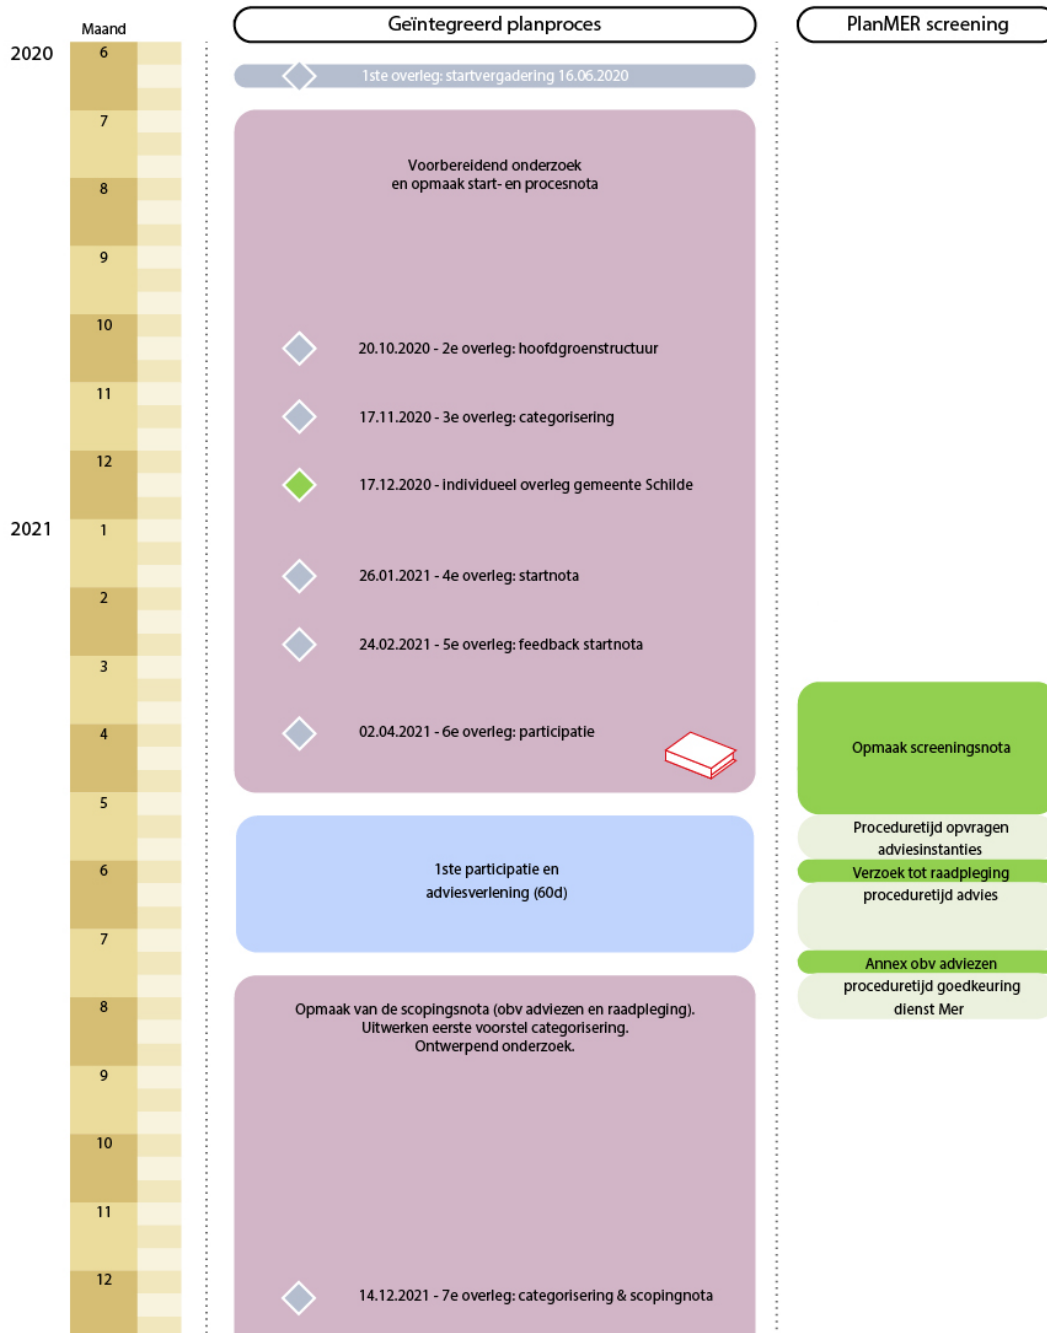 Maand
Geïntegreerd planproces
PlanMER screening
2020
6
1ste overleg: startvergadering 16.06.2020
7
Voorbereidend onderzoek
en opmaak start- en procesnota
8
9
10
20.10.2020 - 2e overleg: hoofdgroenstructuur
11
17.11.2020 - 3e overleg: categorisering
12
17.12.2020 - individueel overleg gemeente Schilde
2021
1
26.01.2021 - 4e overleg: startnota
2
24.02.2021 - 5e overleg: feedback startnota
3
4
02.04.2021 - 6e overleg: participatie
Opmaak screeningsnota
5
Proceduretijd opvragen
adviesinstanties
6
1ste participatie en
adviesverlening (60d)
Verzoek tot raadpleging
proceduretijd advies
7
Annex obv adviezen
proceduretijd goedkeuring
dienst Mer
8
Opmaak van de scopingsnota (obv adviezen en raadpleging).
Uitwerken eerste voorstel categorisering.
Ontwerpend onderzoek.
9
10
11
12
14.12.2021 - 7e overleg: categorisering & scopingnota